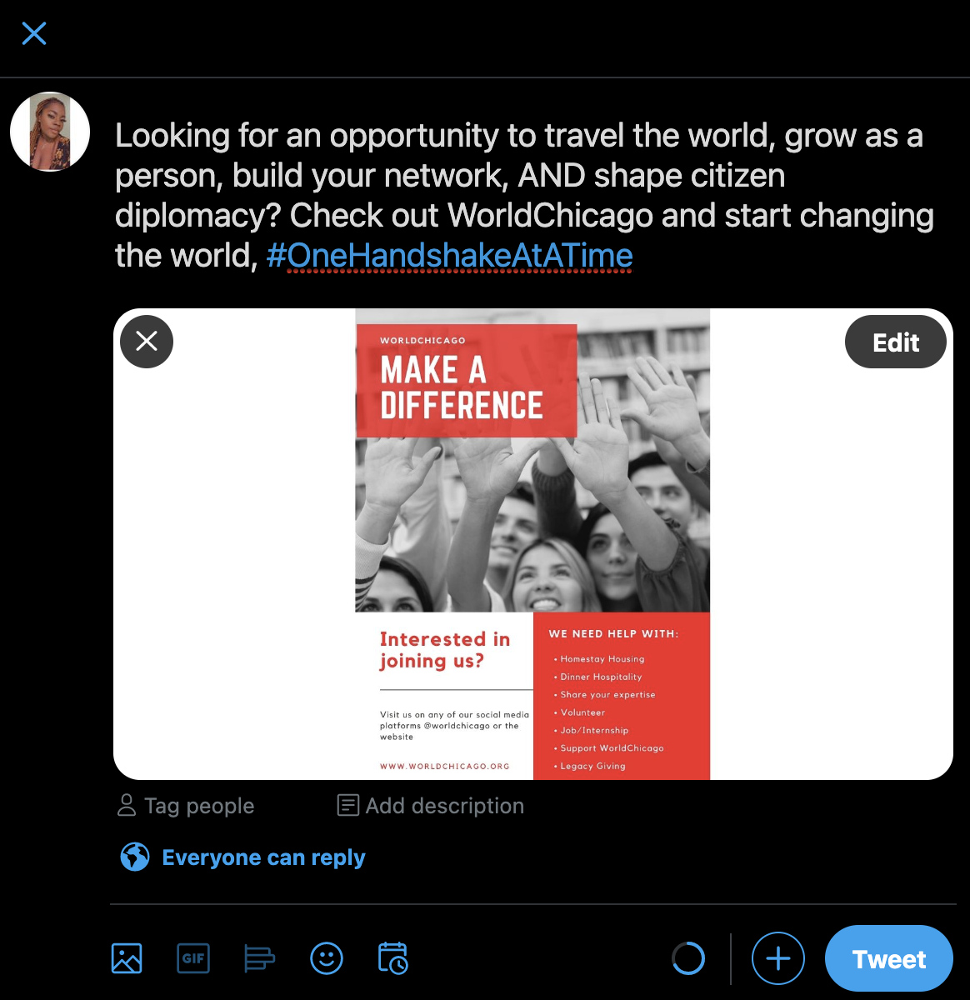 Looking for an opportunity to travel the world, grow as a
person, build your network, AND shape citizen
diplomacy? Check out WorldChicago and start changing
the world, #OneHandshakeAtATime
Edit
WORLDCHICAGO
MAKE A
DIFFERENCE
Interested in
joining us?
Visit us on any of our social media
platforms @worldchicago or the
website
WWW.WORLDCHICAGO.ORG
WE NEED HELP WITH:
• Homestay Housing
• Dinner Hospitality
• Share your expertise
• Volunteer
• Job/Internship
• Support WorldChicago
• Legacy Giving
Tag people
Add description
Everyone can reply
GIF
Tweet